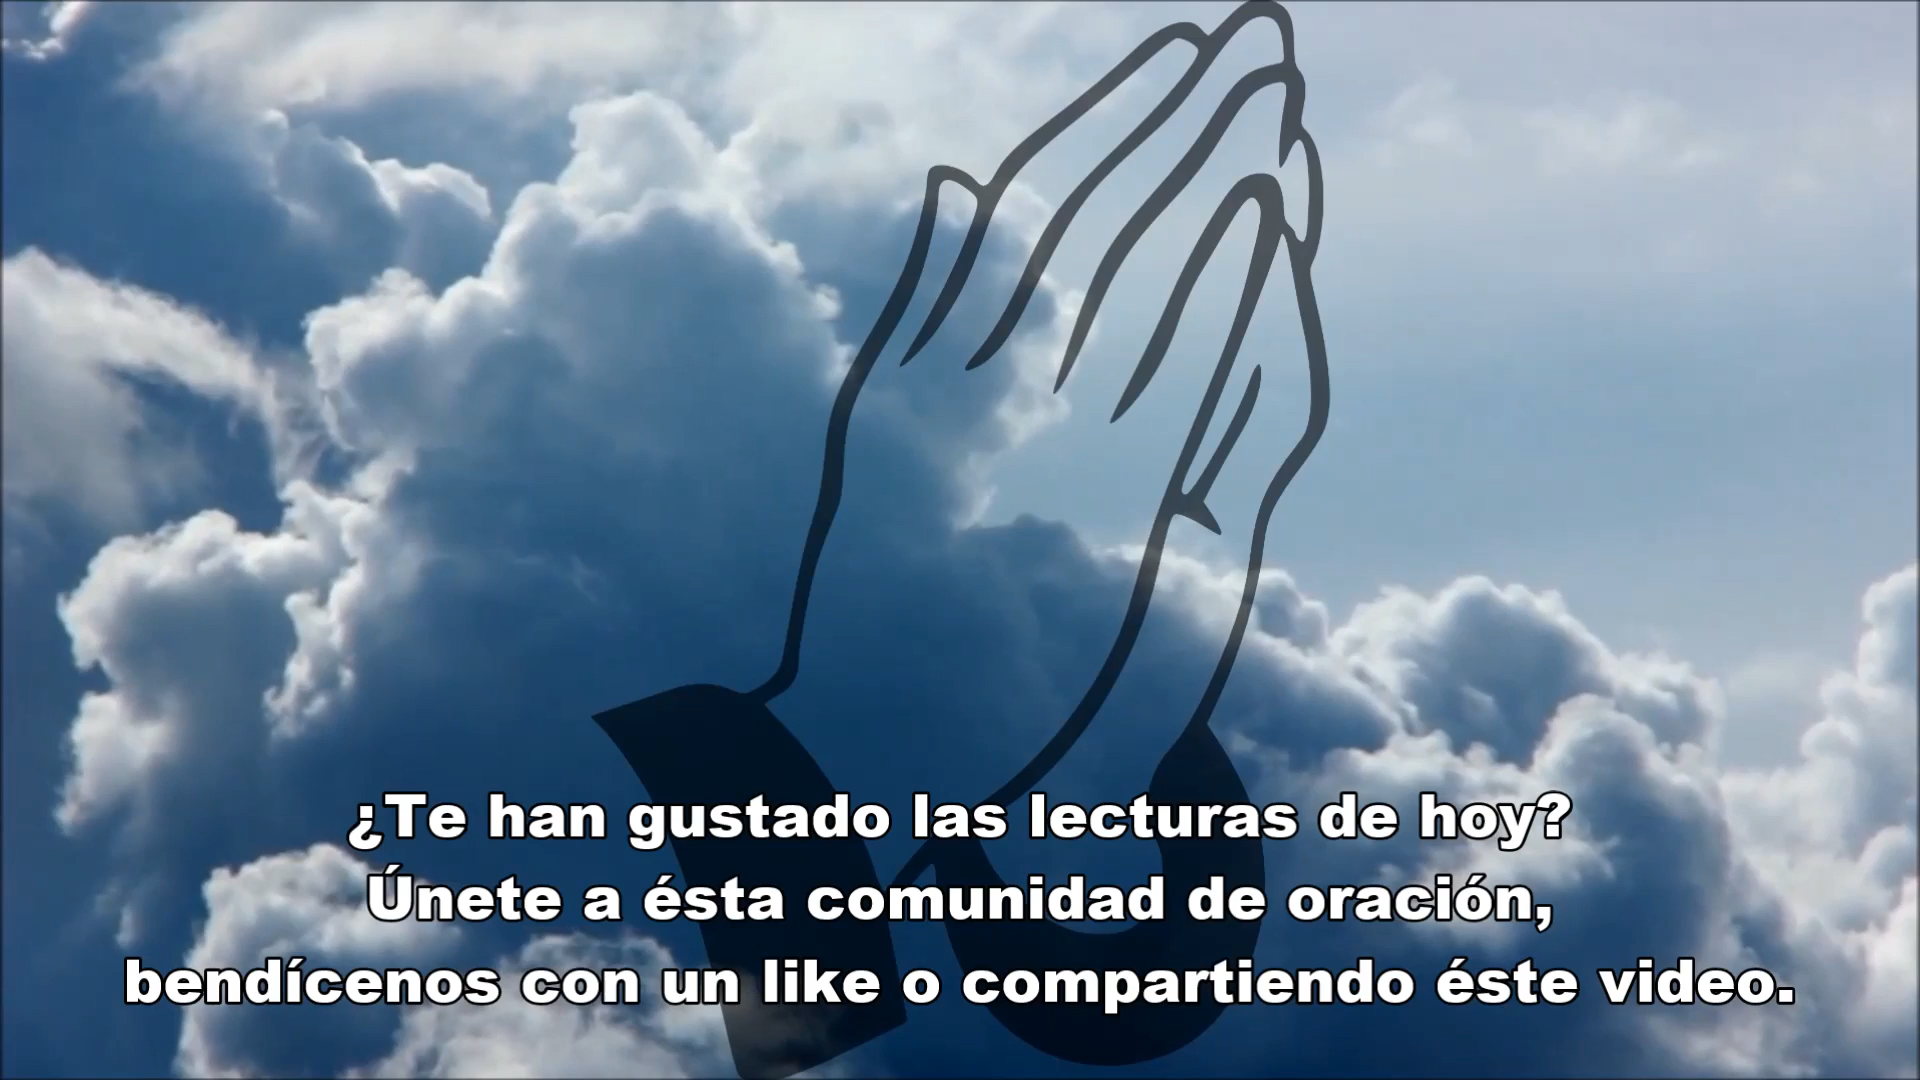 ¿Te han gustado las lecturas de hoy?
Únete a ésta comunidad de oración,
bendícenos con un like o compartiendo éste video.